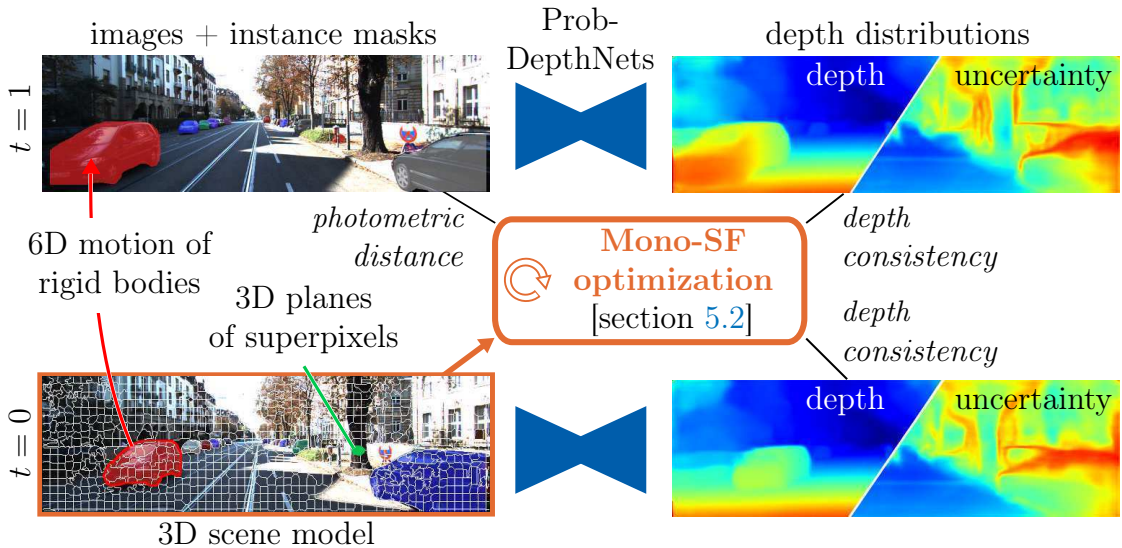 images + instance masks
Prob-
DepthNets
depth distributions
t = 1
depth
uncertainty
6D motion of
rigid bodies
photometric
distance
Mono-SF
optimization
[section 5.2]
depth
consistency
3D planes
of superpixels
depth
consistency
t = 0
depth
uncertainty
3D scene model